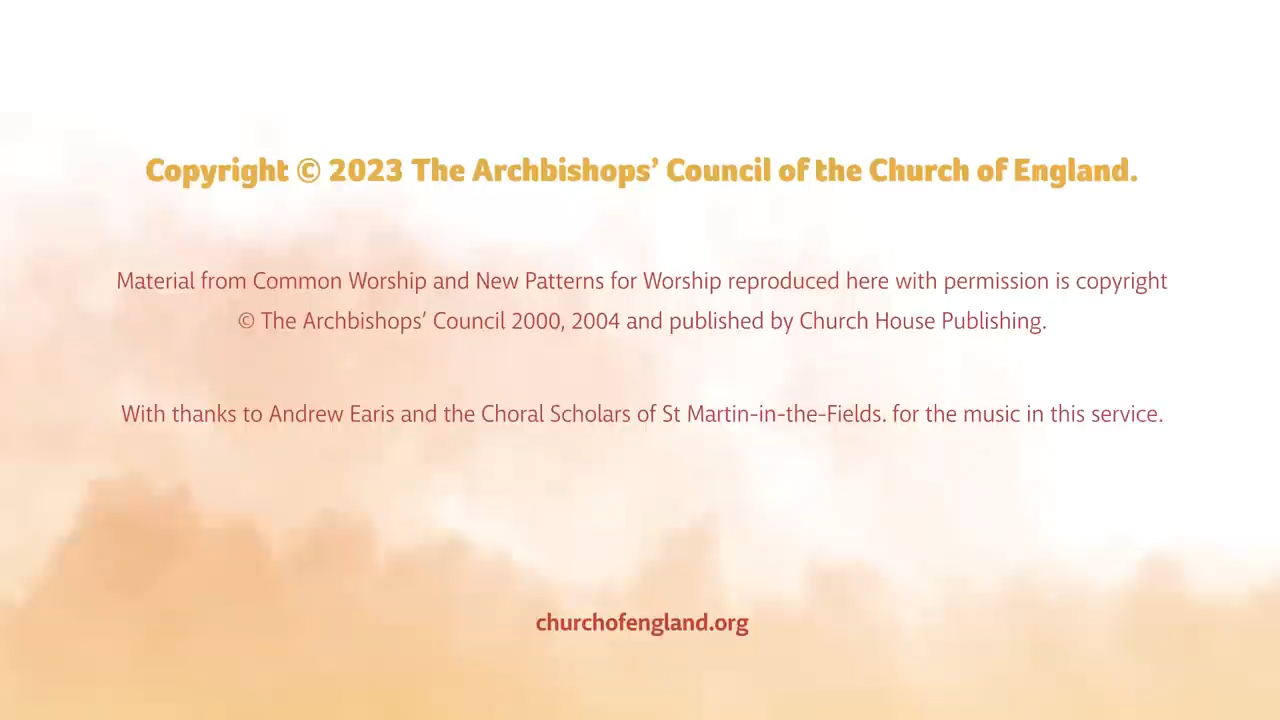 Copyright © 2023 The Archbishops’ Council of the Church of England.
Material from Common Worship and New Patterns for Worship reproduced here with permission is copyright
© The Archbishops’ Council 2000, 2004 and published by Church House Publishing.
With thanks to Andrew Earis and the Choral Scholars of St Martin-in-the-Fields. for the music in this service.
churchofengland.org